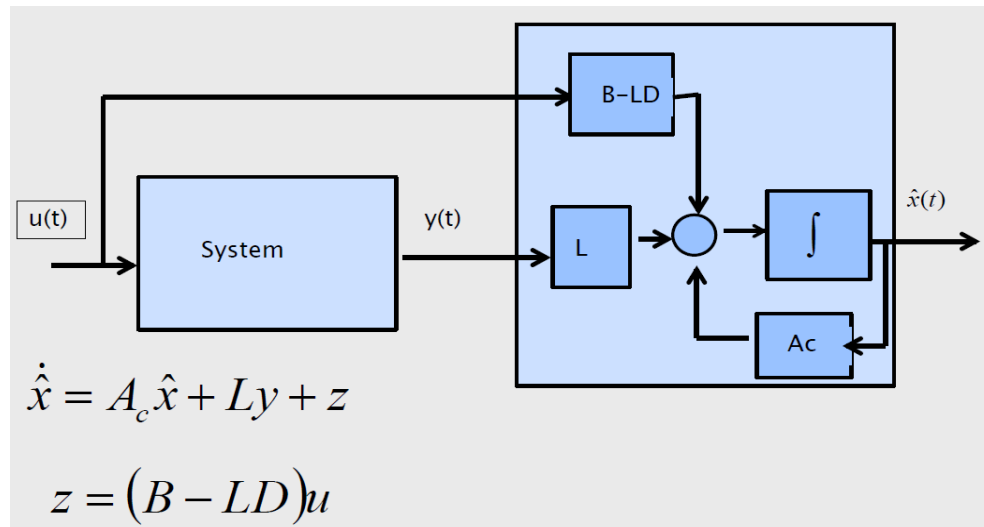 B-LD
u(t)
System
y(t)
L
∫
x̂(t)
Ac
ẋ̂ = A_c x̂ + Ly + z
z = (B − LD)u